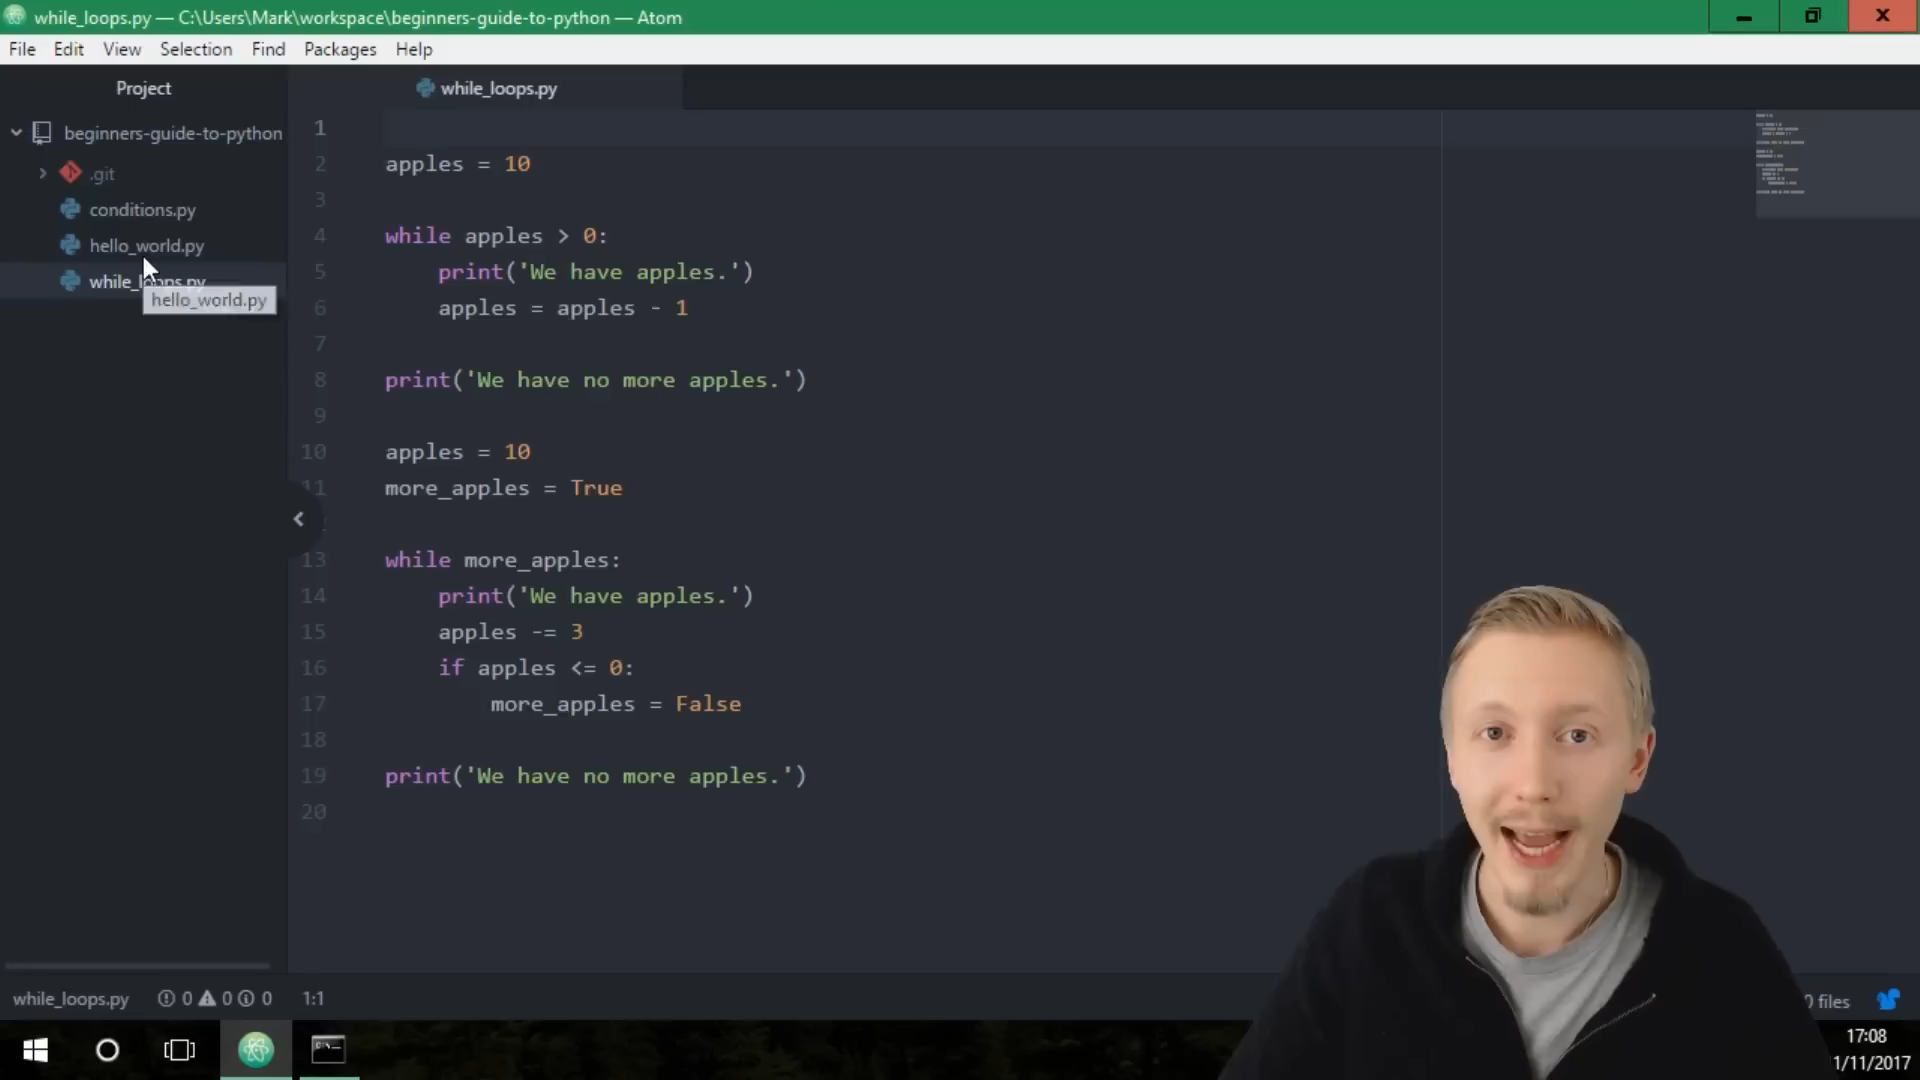 while_loops.py — C:\Users\Mark\workspace\beginners-guide-to-python — Atom
File Edit View Selection Find Packages Help
Project
beginners-guide-to-python
.git
conditions.py
hello_world.py
while_loops.py
hello_world.py
while_loops.py
1
2 apples = 10
3
4 while apples > 0:
5 print('We have apples.')
6 apples = apples - 1
7
8 print('We have no more apples.')
9
10 apples = 10
11 more_apples = True
13 while more_apples:
14 print('We have apples.')
15 apples -= 3
16 if apples <= 0:
17 more_apples = False
18
19 print('We have no more apples.')
20
while_loops.py 0 0 0 1:1
0 files
17:08
1/11/2017